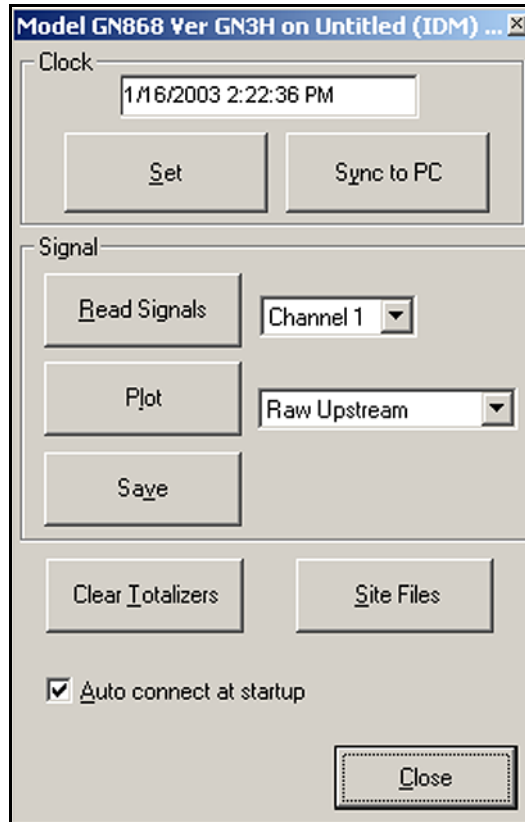 Model GN868 Ver GN3H on Untitled (IDM) ...
Clock
1/16/2003 2:22:36 PM
Set
Sync to PC
Signal
Read Signals
Channel 1
Plot
Raw Upstream
Save
Clear Totalizers
Site Files
Auto connect at startup
Close